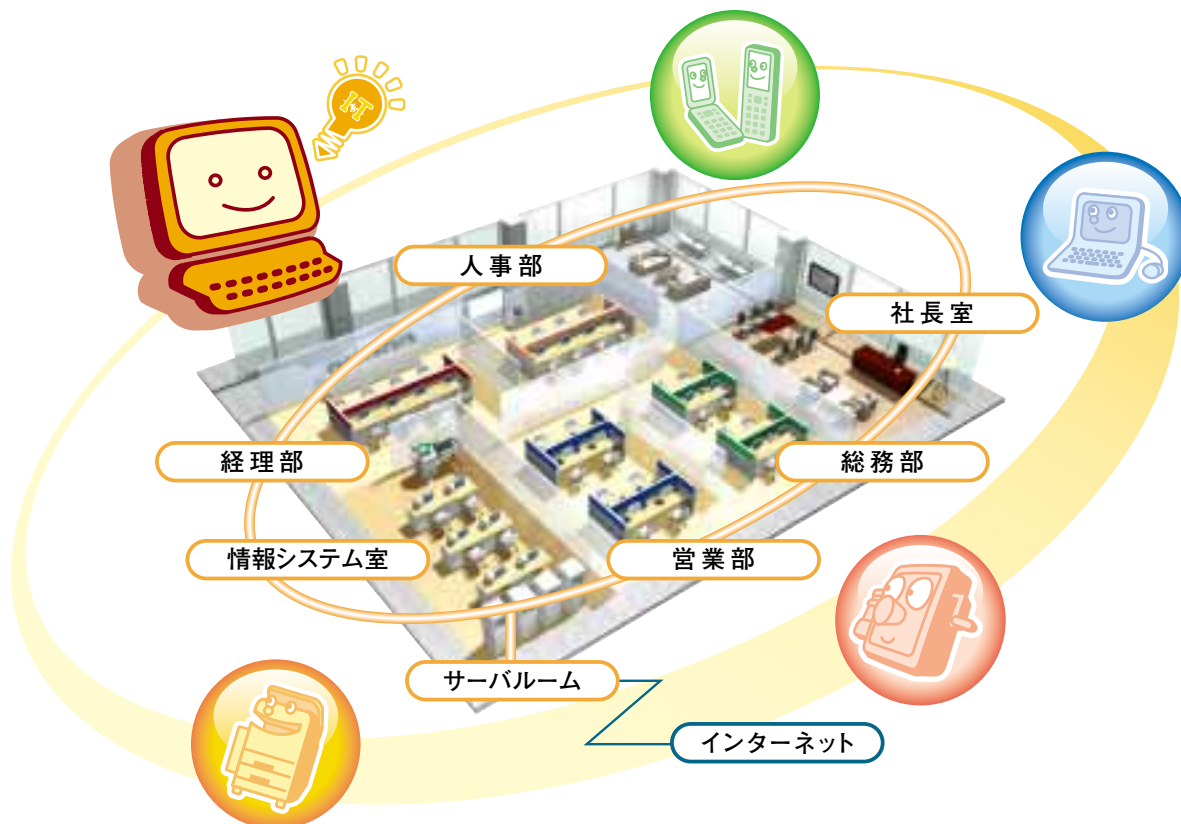 I&T
人事部
社長室
経理部
総務部
情報システム室
営業部
サーバルーム
インターネット